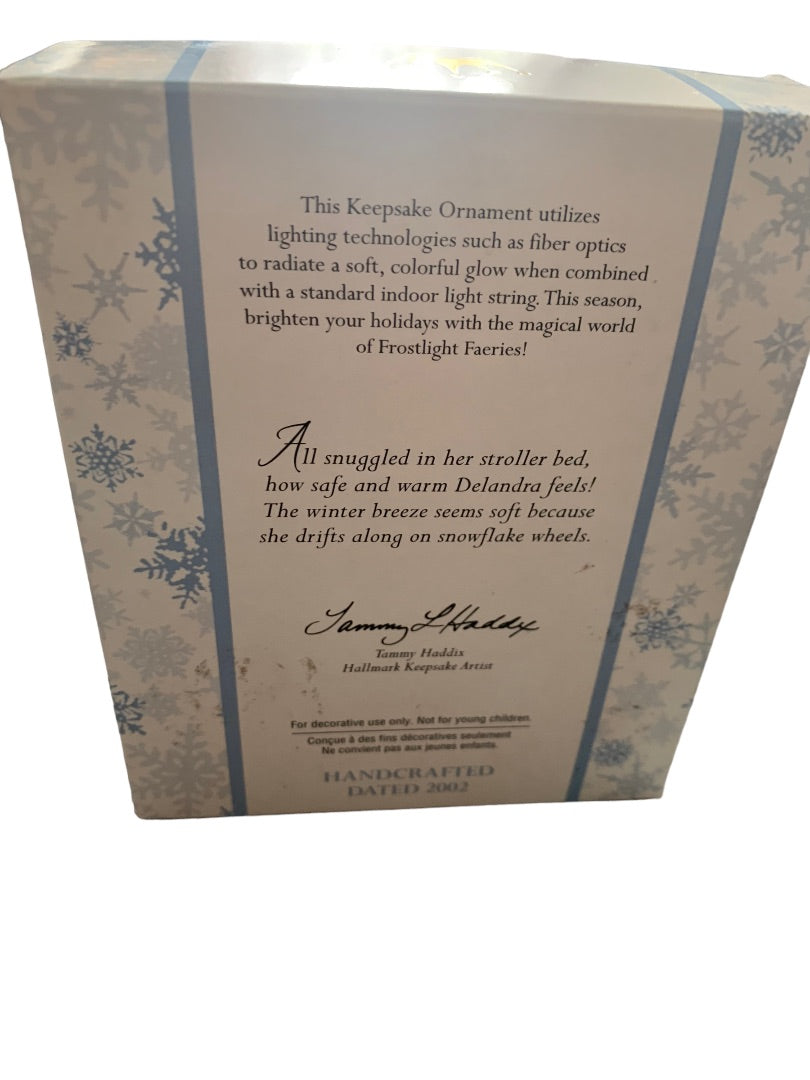 This Keepsake Ornament utilizes
lighting technologies such as fiber optics
to radiate a soft, colorful glow when combined
with a standard indoor light string. This season,
brighten your holidays with the magical world
of Frostlight Faeries!
All snuggled in her stroller bed,
how safe and warm Delandra feels!
The winter breeze seems soft because
she drifts along on snowflake wheels.
Tammy L Haddix
Tammy Haddix
Hallmark Keepsake Artist
For decorative use only. Not for young children.
Conçue à des fins décoratives seulement
Ne convient pas aux jeunes enfants.
HANDCRAFTED
DATED 2002